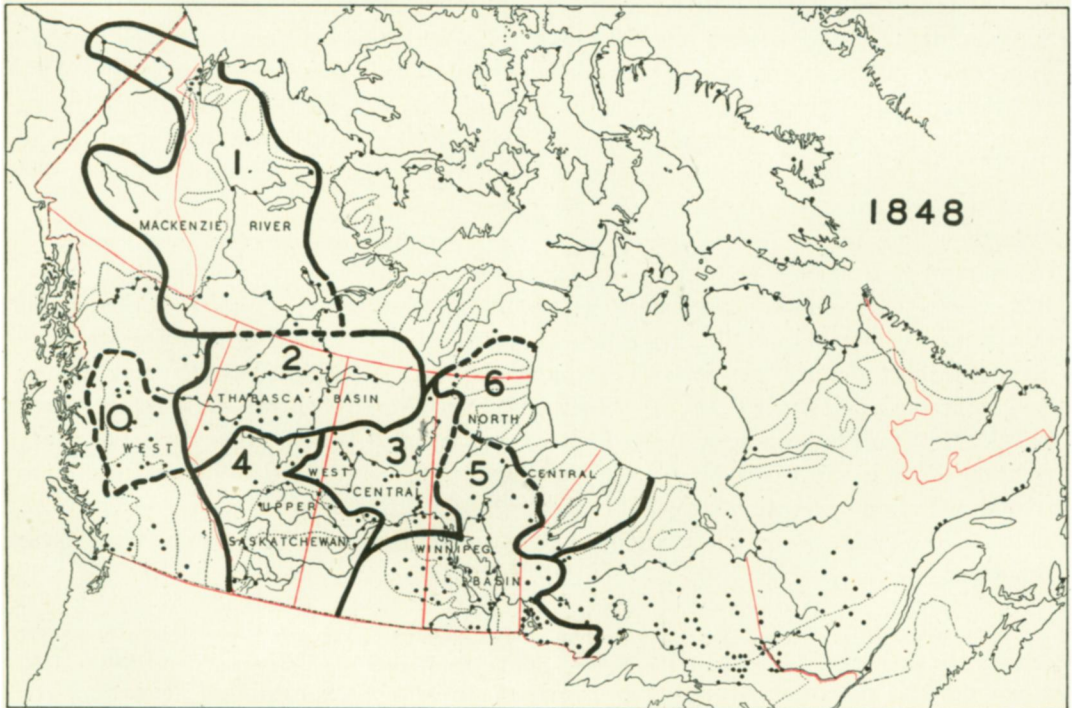 1
MACKENZIE RIVER
1848
2
ATHABASCA BASIN
6
NORTH
10
WEST
4
WEST
3
CENTRAL
5
CENTRAL
UPPER
SASKATCHEWAN
WINNIPEG
BASIN